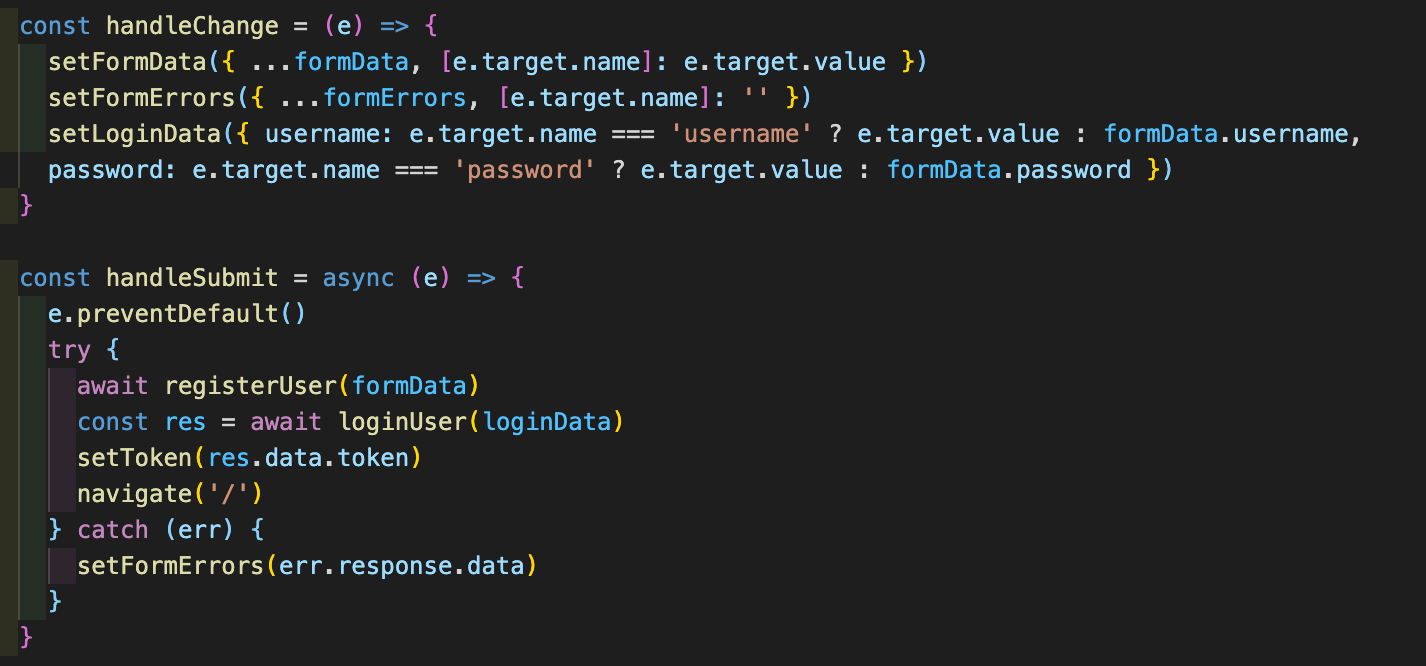 const handleChange = (e) => {
  setFormData({ ...formData, [e.target.name]: e.target.value })
  setFormErrors({ ...formErrors, [e.target.name]: '' })
  setLoginData({ username: e.target.name === 'username' ? e.target.value : formData.username,
  password: e.target.name === 'password' ? e.target.value : formData.password })
}

const handleSubmit = async (e) => {
  e.preventDefault()
  try {
    await registerUser(formData)
    const res = await loginUser(loginData)
    setToken(res.data.token)
    navigate('/')
  } catch (err) {
    setFormErrors(err.response.data)
  }
}